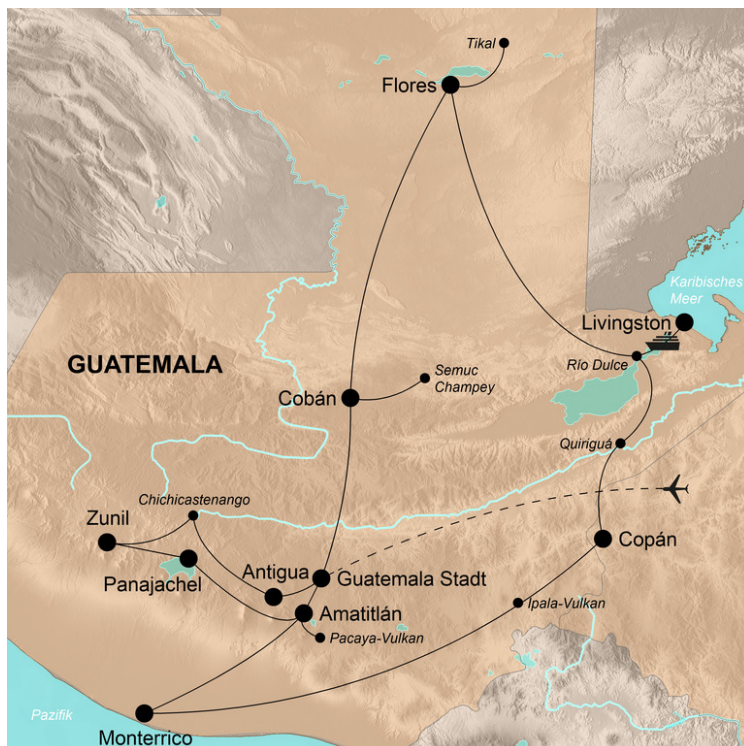 Tikal
Flores
Karibisches
Meer
Livingston
GUATEMALA
Río Dulce
Semuc
Champey
Cobán
Quiriguá
Chichicastenango
Zunil
Copán
Panajachel
Antigua
Guatemala Stadt
Amatitlán
Ipala-Vulkan
Pacaya-Vulkan
Pazifik
Monterrico